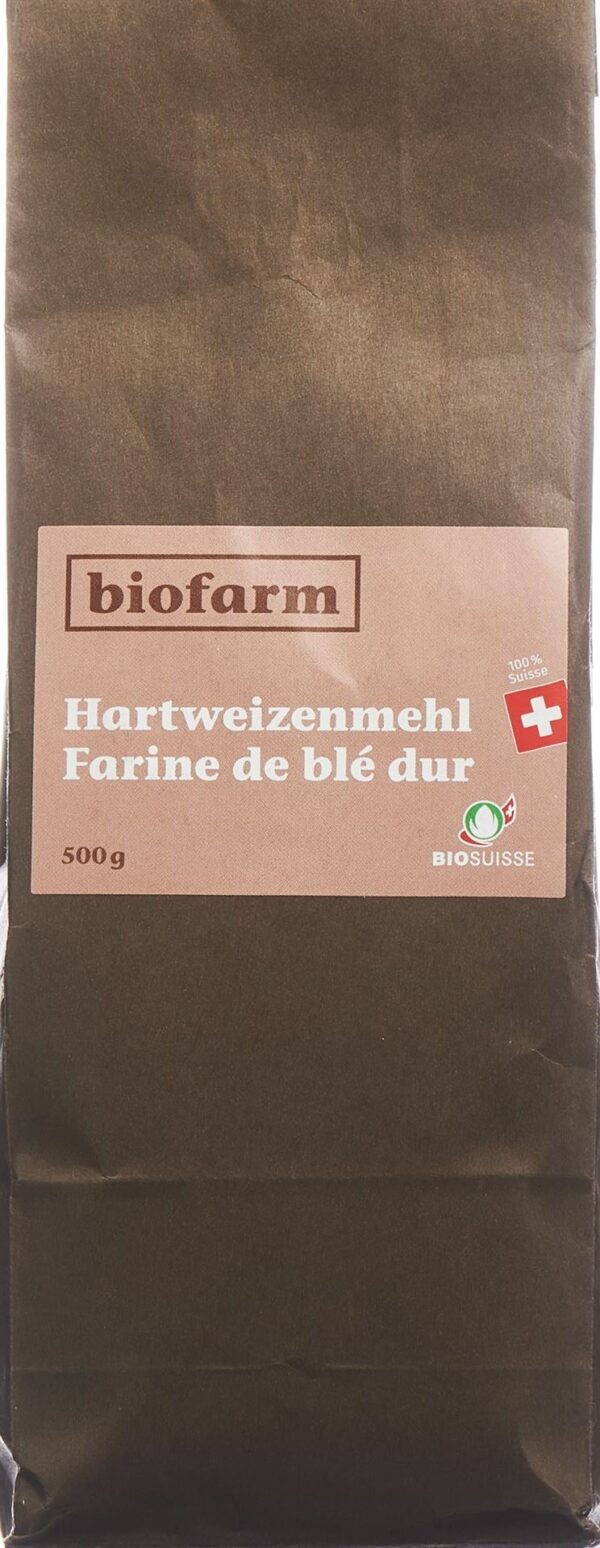 biofarm
100%
Suisse
Hartweizenmehl
Farine de blé dur
500g
BIOSUISSE